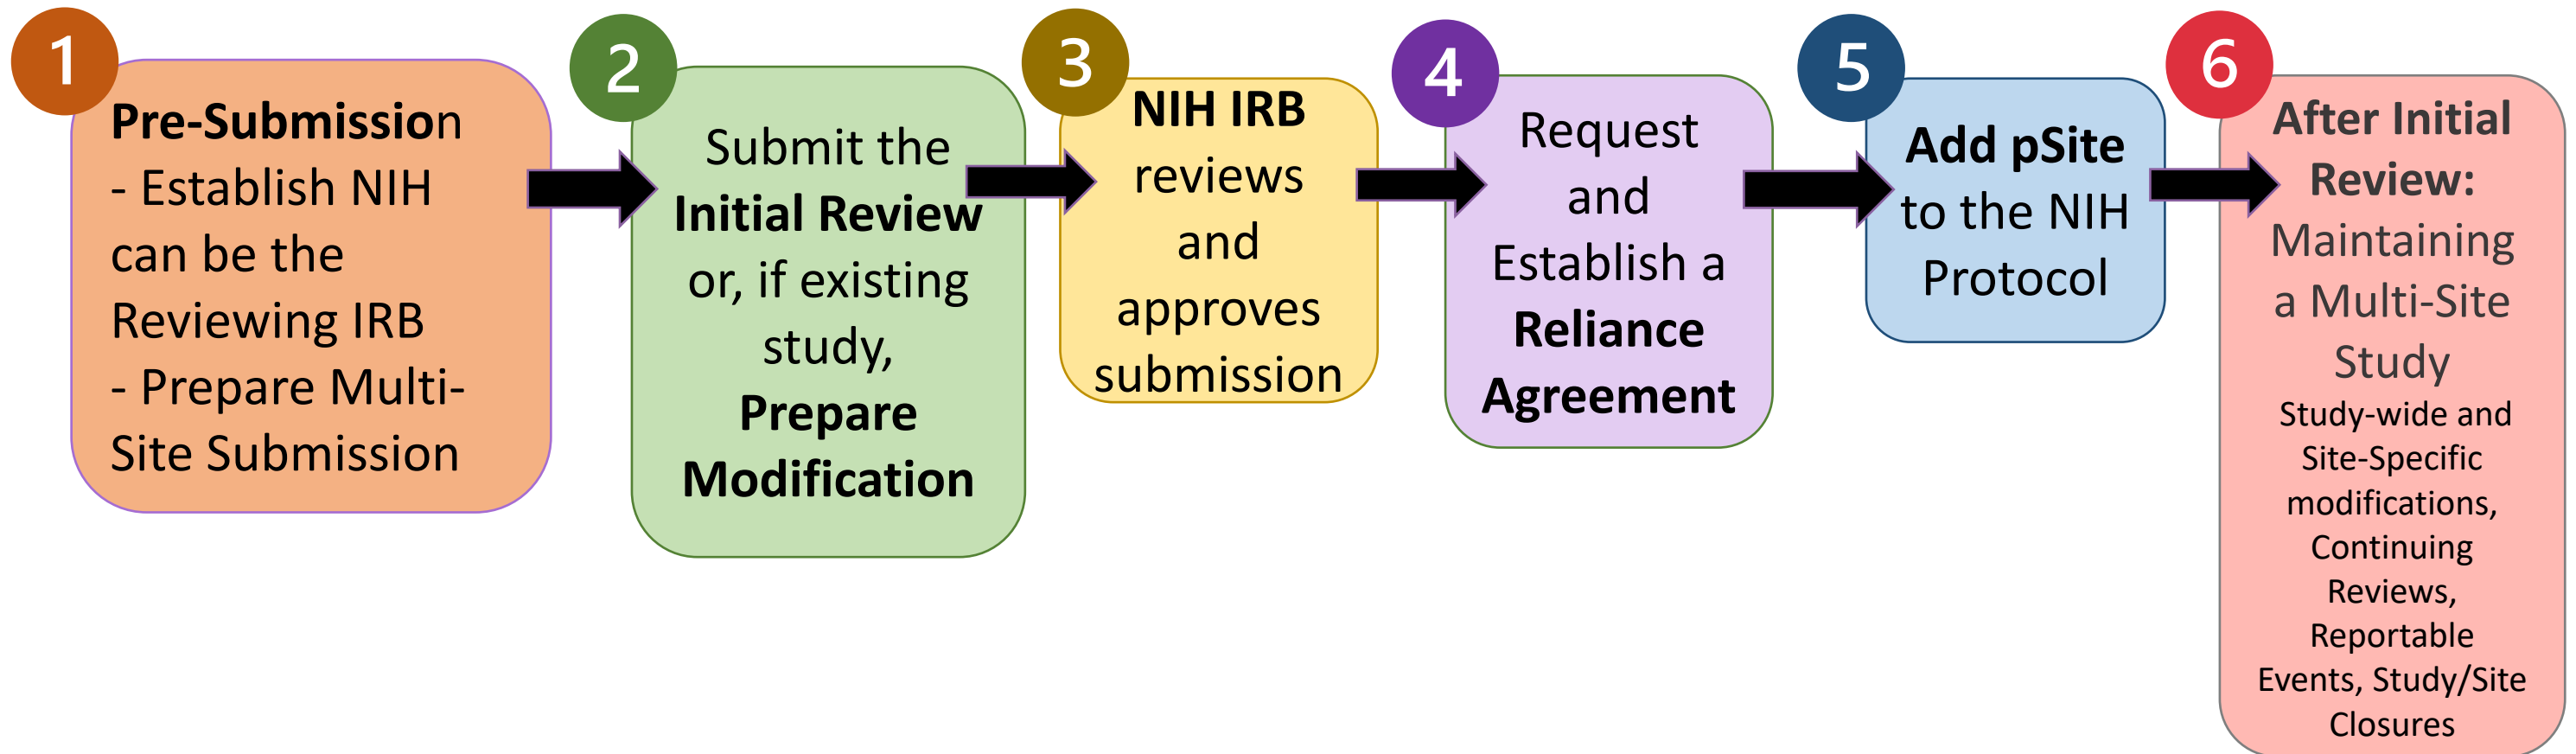 1
Pre-Submission
- Establish NIH
can be the
Reviewing IRB
- Prepare Multi-
Site Submission
2
Submit the
Initial Review
or, if existing
study,
Prepare
Modification
3
NIH IRB
reviews
and
approves
submission
4
Request
and
Establish a
Reliance
Agreement
5
Add pSite
to the NIH
Protocol
6
After Initial
Review:
Maintaining
a Multi-Site
Study
Study-wide and
Site-Specific
modifications,
Continuing
Reviews,
Reportable
Events, Study/Site
Closures